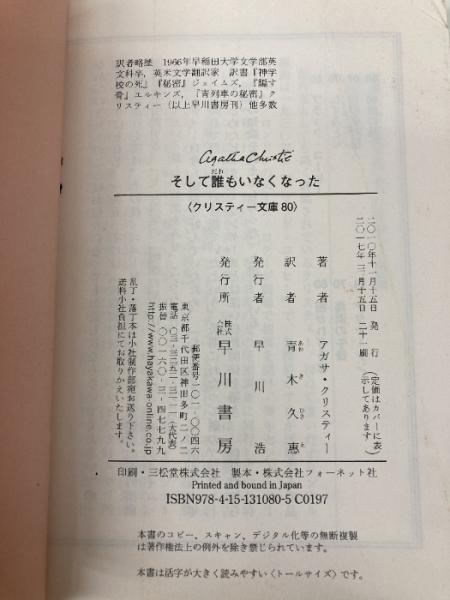 訳者略歴 1966年早稲田大学文学部英
文科卒,英米文学翻訳家 訳書『神学
校の死』『秘密』ジェイムズ,『騙す
骨』エルキンズ,『青列車の秘密』ク
リスティー(以上早川書房刊)他多数
Agatha Christie
そして誰もいなくなった
だれ
〈クリスティー文庫80〉
二〇一〇年十一月十五日 発行
二〇一七年三月十五日 二十一刷
(定価はカバーに表示してあります)
著者 アガサ・クリスティー
訳者 青木久惠
あお き ひさ え
発行者 早川浩
発行所 株式会社 早川書房
郵便番号 一〇一-〇〇四六
東京都千代田区神田多町二ノ二
電話 〇三-三二五二-三一一一(大代表)
振替 〇〇一六〇-三-四七七九九
http://www.hayakawa-online.co.jp
乱丁・落丁本は小社制作部宛お送り下さい。
送料小社負担にてお取りかえいたします。
印刷・三松堂株式会社 製本・株式会社フォーネット社
Printed and bound in Japan
ISBN978-4-15-131080-5 C0197
本書のコピー、スキャン、デジタル化等の無断複製
は著作権法上の例外を除き禁じられています。
本書は活字が大きく読みやすい〈トールサイズ〉です。